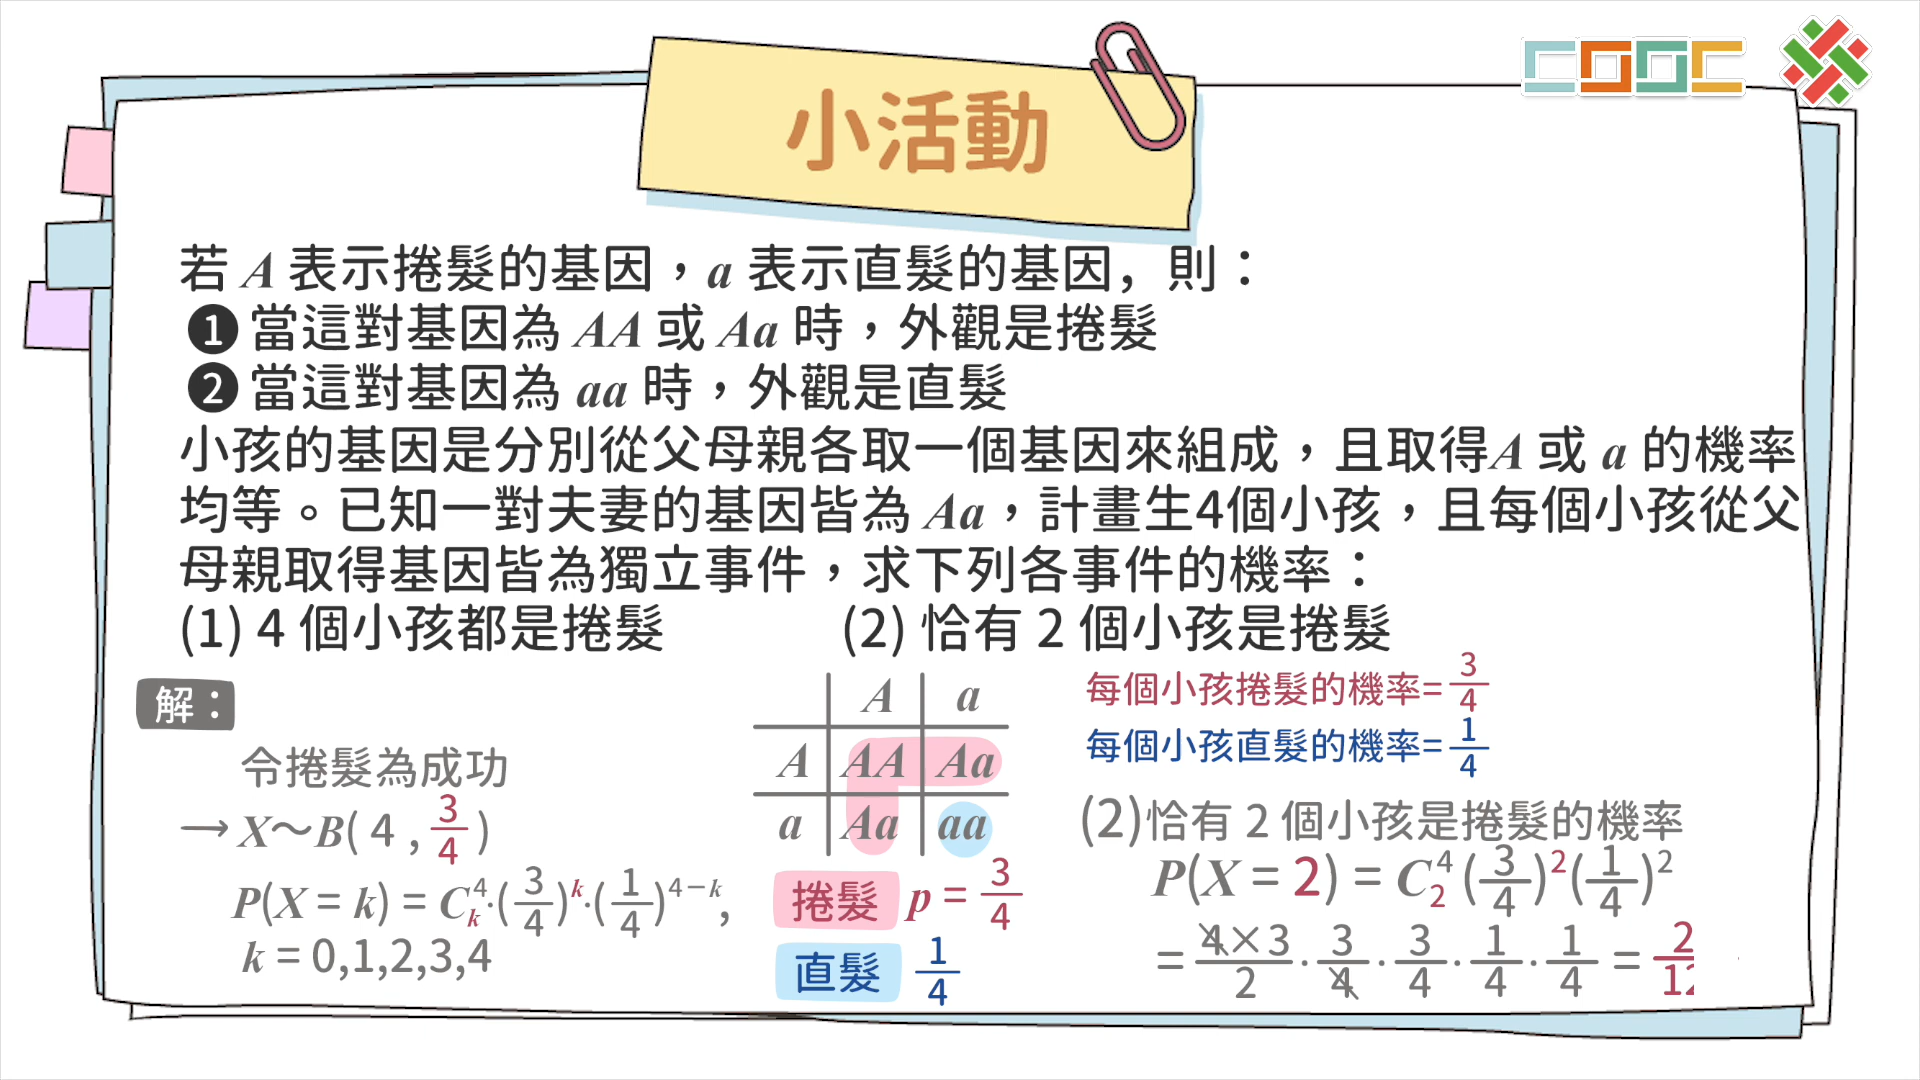 COOC
小活動
若 A 表示捲髮的基因，a 表示直髮的基因，則：
❶ 當這對基因為 AA 或 Aa 時，外觀是捲髮
❷ 當這對基因為 aa 時，外觀是直髮
小孩的基因是分別從父母親各取一個基因來組成，且取得A 或 a 的機率
均等。已知一對夫妻的基因皆為 Aa，計畫生4個小孩，且每個小孩從父
母親取得基因皆為獨立事件，求下列各事件的機率：
(1) 4 個小孩都是捲髮 (2) 恰有 2 個小孩是捲髮
解：
令捲髮為成功
→ X～B( 4 , 3/4 )
P(X = k) = C^4_k·(3/4)^k·(1/4)^{4-k},
k = 0,1,2,3,4
A a
A AA Aa
a Aa aa
捲髮 p = 3/4
直髮 1/4
每個小孩捲髮的機率= 3/4
每個小孩直髮的機率= 1/4
(2)恰有 2 個小孩是捲髮的機率
P(X = 2) = C^4_2 (3/4)^2(1/4)^2
= 4×3/2 · 3/4 · 3/4 · 1/4 · 1/4 = 2/12